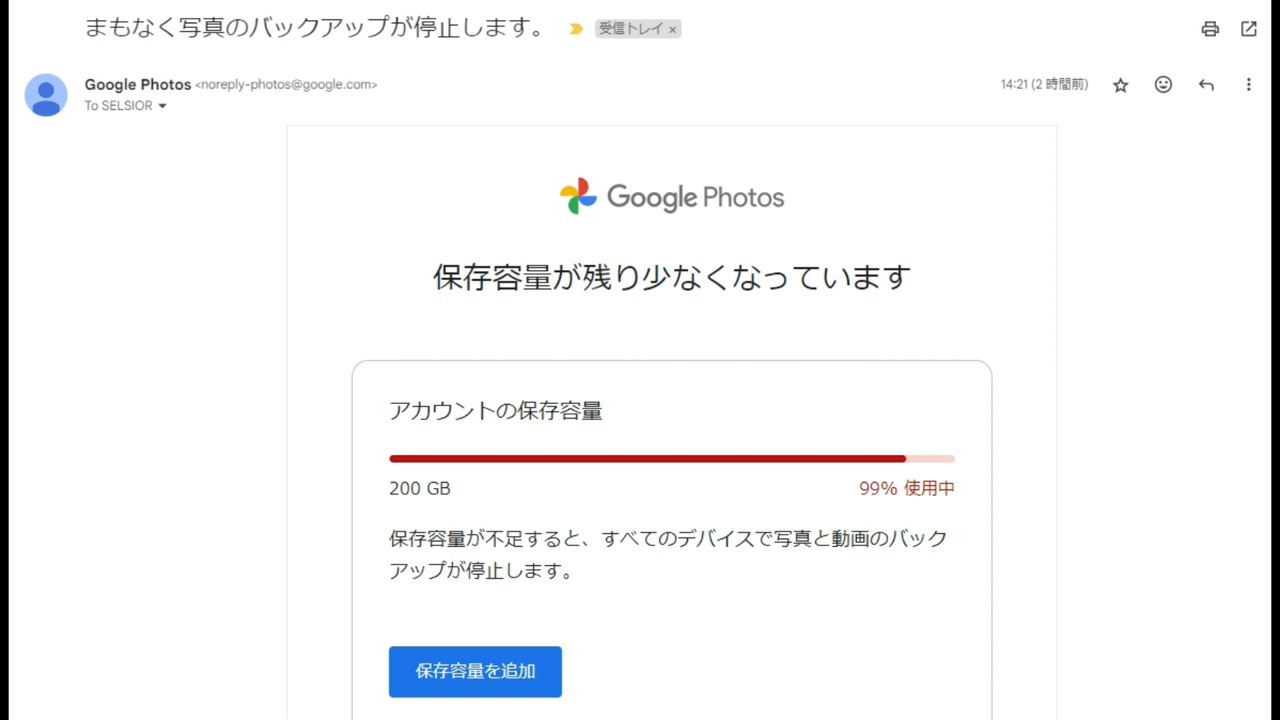 まもなく写真のバックアップが停止します。 受信トレイ ×
Google Photos <noreply-photos@google.com> 14:21 (2 時間前)
To SELSIOR
Google Photos
保存容量が残り少なくなっています
アカウントの保存容量
200 GB 99% 使用中
保存容量が不足すると、すべてのデバイスで写真と動画のバック
アップが停止します。
保存容量を追加